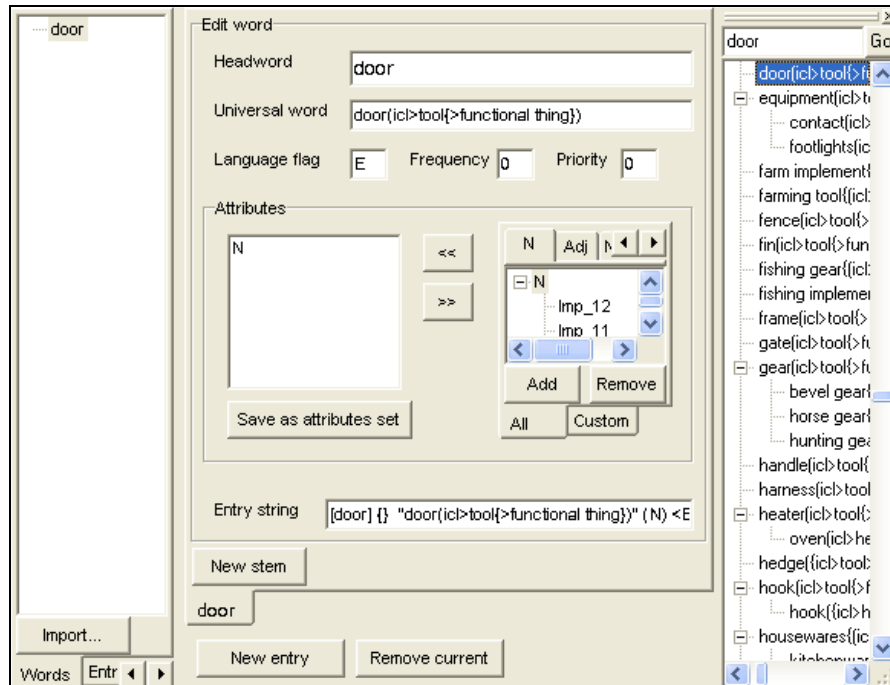 door
Import...
Words Entr
Edit word
Headword door
Universal word door(icl>tool{>functional thing})
Language flag E Frequency 0 Priority 0
Attributes
N
<<
>>
N Adj
N
Imp_12
Imp_11
Add Remove
All Custom
Save as attributes set
Entry string [door] {} "door(icl>tool{>functional thing})" (N) <E
New stem
door
New entry Remove current
door Go
door(icl>tool{>f
equipment(icl>t
contact(icl>
footlights(ic
farm implement
farming tool{(icl:
fence(icl>tool{>
fin(icl>tool{>fun
fishing gear{(icl:
fishing implemen
frame(icl>tool{>
gate(icl>tool{>fu
gear(icl>tool{>fu
bevel gear
horse gear
hunting gea
handle(icl>tool{
harness(icl>tool
heater(icl>tool{>
oven(icl>he
hedge({icl>tool
hook(icl>tool{>f
hook({icl>h
housewares{(ic